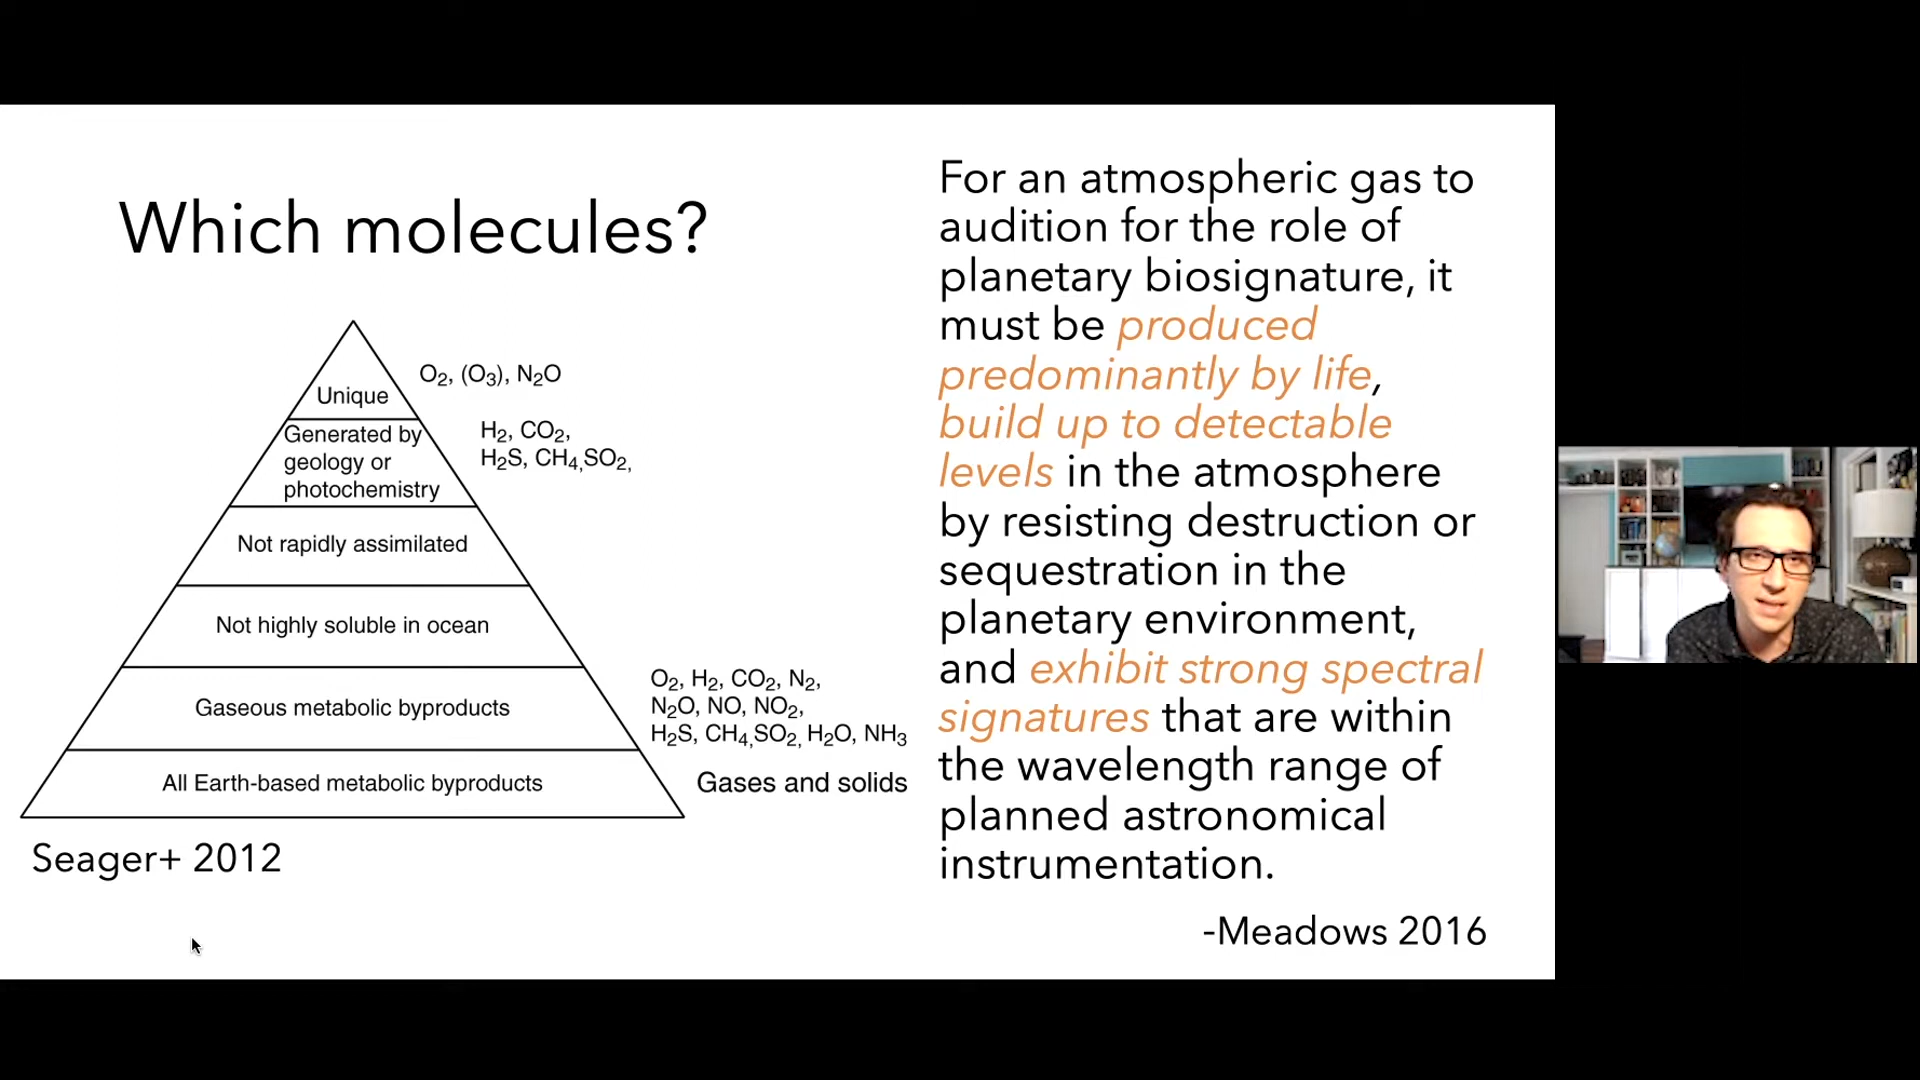 Which molecules?
Unique
O₂, (O₃), N₂O
Generated by
geology or
photochemistry
H₂, CO₂,
H₂S, CH₄,SO₂,
Not rapidly assimilated
Not highly soluble in ocean
Gaseous metabolic byproducts
O₂, H₂, CO₂, N₂,
N₂O, NO, NO₂,
H₂S, CH₄,SO₂, H₂O, NH₃
All Earth-based metabolic byproducts
Gases and solids
Seager+ 2012
For an atmospheric gas to
audition for the role of
planetary biosignature, it
must be produced
predominantly by life,
build up to detectable
levels in the atmosphere
by resisting destruction or
sequestration in the
planetary environment,
and exhibit strong spectral
signatures that are within
the wavelength range of
planned astronomical
instrumentation.
-Meadows 2016